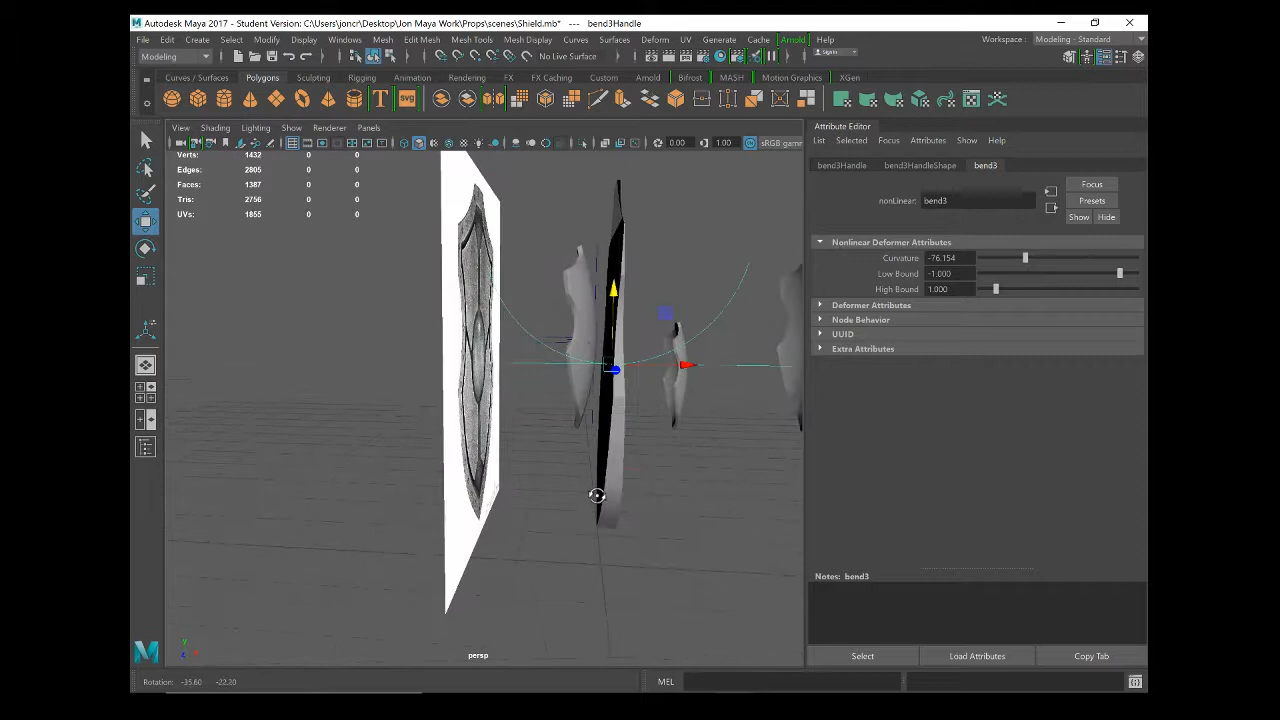 Autodesk Maya 2017 - Student Version: C:\Users\joncr\Desktop\Jon Maya Work\Props\scenes\Shield.mb* --- bend3Handle
File Edit Create Select Modify Display Windows Mesh Edit Mesh Mesh Tools Mesh Display Curves Surfaces Deform UV Generate Cache Arnold Help
Workspace : Modeling - Standard
Modeling
No Live Surface
Sign in
Curves / Surfaces Polygons Sculpting Rigging Animation Rendering FX FX Caching Custom Arnold Bifrost MASH Motion Graphics XGen
T svg
View Shading Lighting Show Renderer Panels
0.00 1.00 sRGB gamm
Verts: 1432 0 0
Edges: 2805 0 0
Faces: 1387 0 0
Tris: 2756 0 0
UVs: 1855 0 0
persp
Attribute Editor
List Selected Focus Attributes Show Help
bend3Handle bend3HandleShape bend3
Focus
nonLinear: bend3
Presets
Show Hide
Nonlinear Deformer Attributes
Curvature -76.154
Low Bound -1.000
High Bound 1.000
Deformer Attributes
Node Behavior
UUID
Extra Attributes
Notes: bend3
Select Load Attributes Copy Tab
Rotation: -35.60 -22.20
MEL